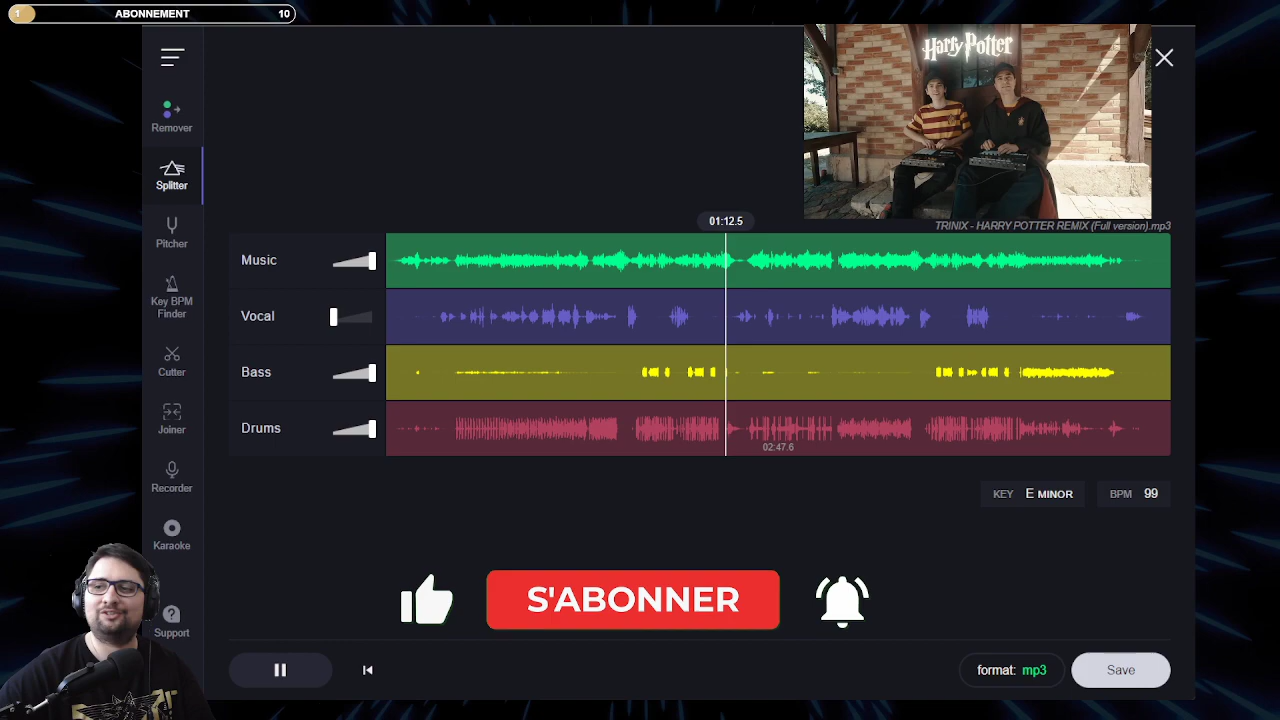 1 ABONNEMENT 10
Harry Potter
Remover
Splitter
Pitcher
Key BPM
Finder
Cutter
Joiner
Recorder
Karaoke
Support
01:12.5
TRINIX - HARRY POTTER REMIX (Full version).mp3
Music
Vocal
Bass
Drums
02:47.6
KEY E MINOR
BPM 99
S'ABONNER
format: mp3
Save